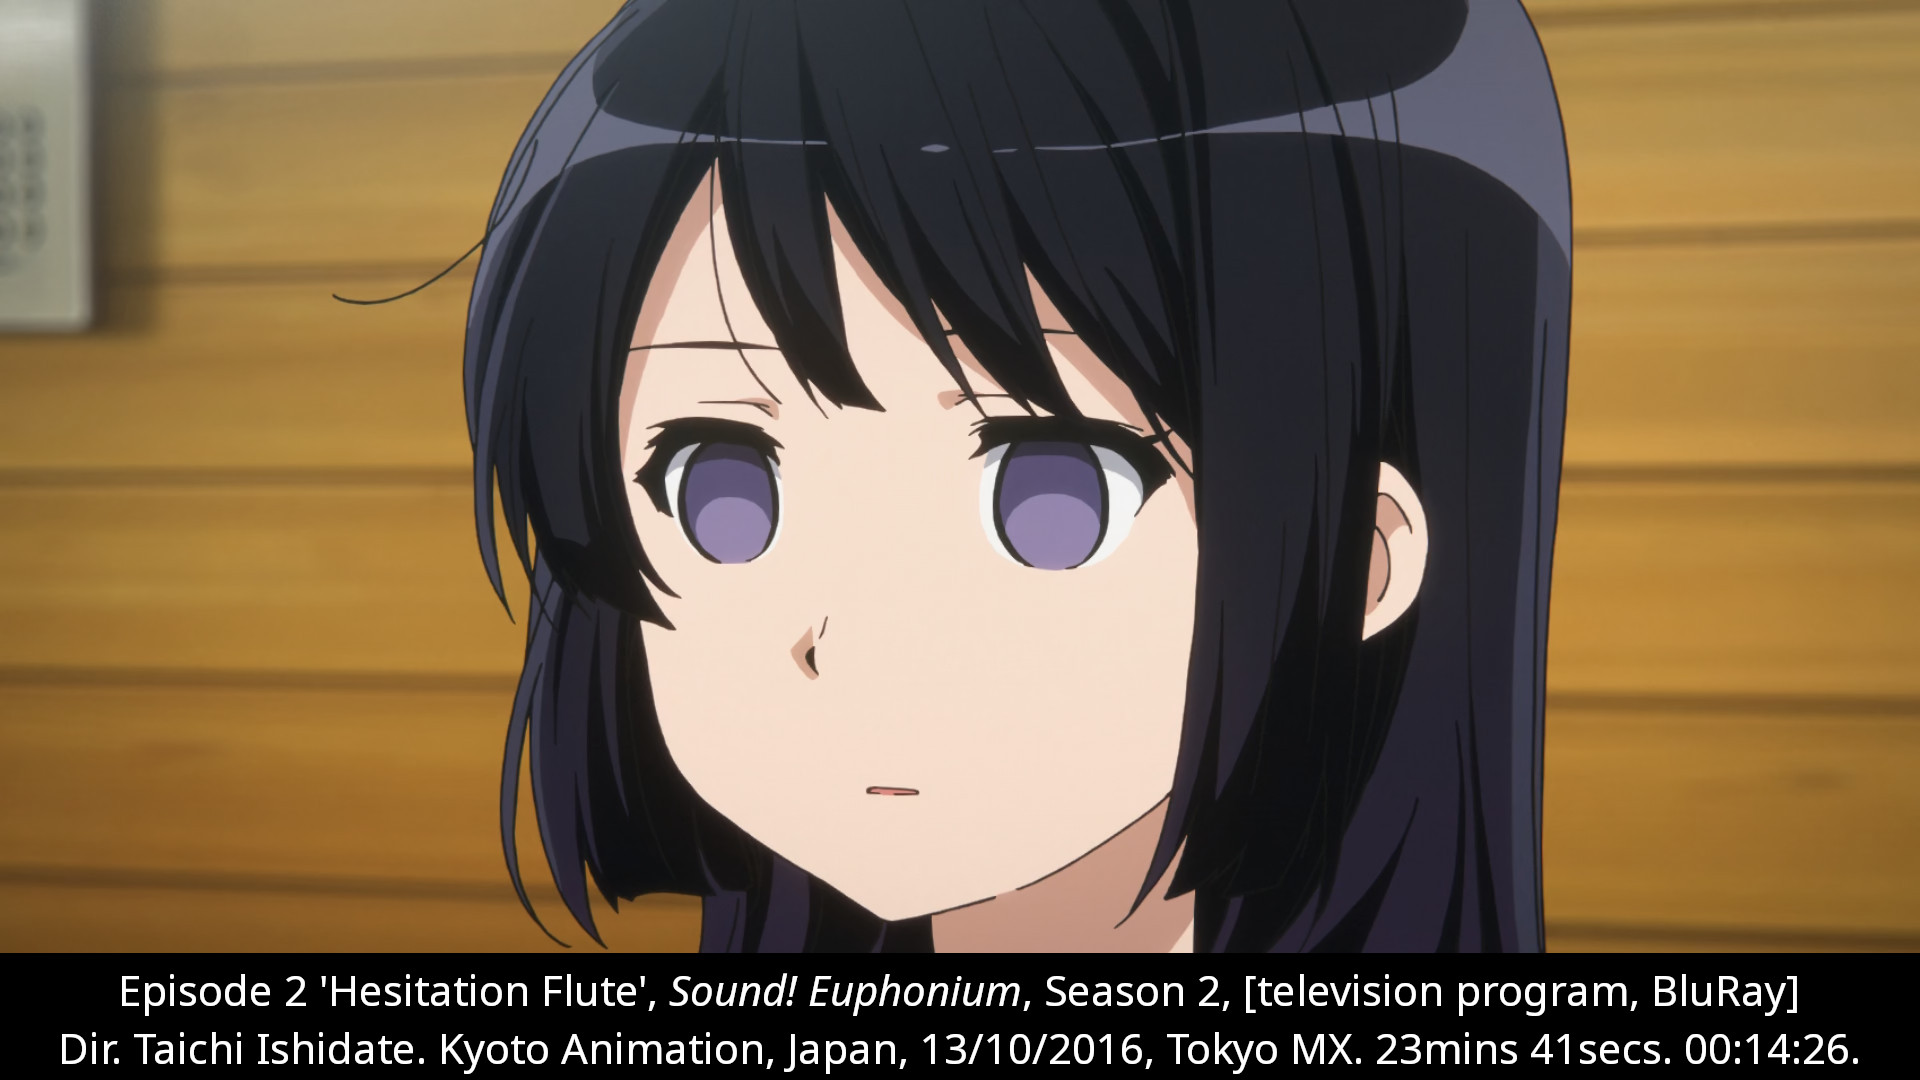 Episode 2 'Hesitation Flute', Sound! Euphonium, Season 2, [television program, BluRay]
Dir. Taichi Ishidate. Kyoto Animation, Japan, 13/10/2016, Tokyo MX. 23mins 41secs. 00:14:26.